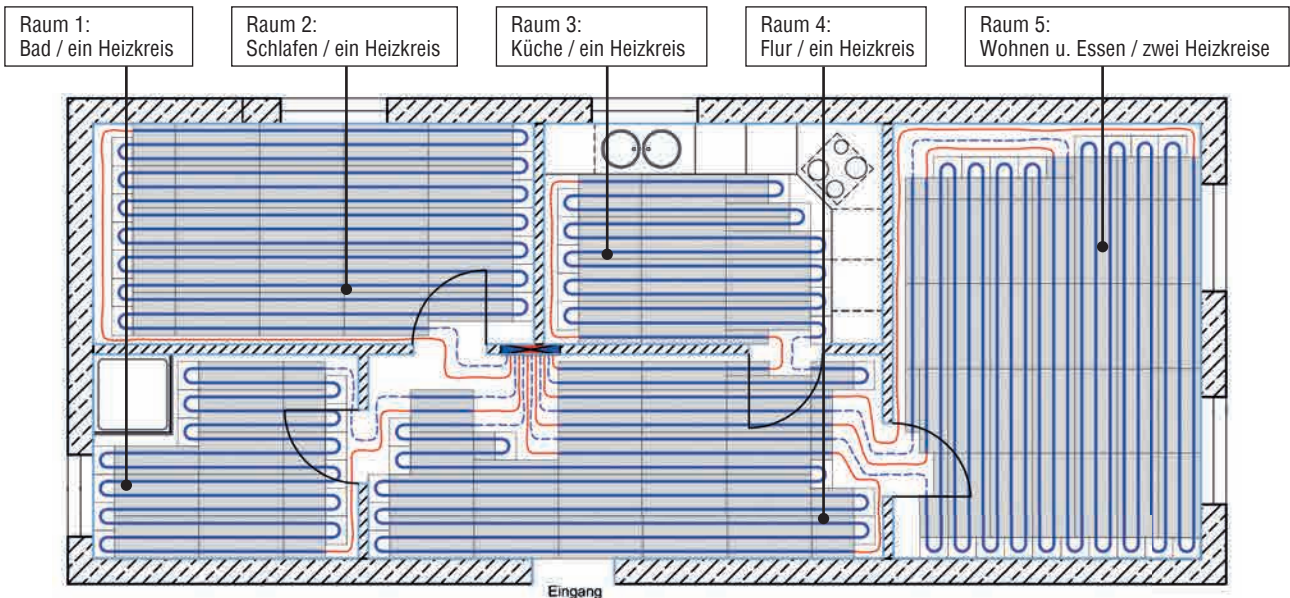 Raum 1:
Bad / ein Heizkreis
Raum 2:
Schlafen / ein Heizkreis
Raum 3:
Küche / ein Heizkreis
Raum 4:
Flur / ein Heizkreis
Raum 5:
Wohnen u. Essen / zwei Heizkreise
Eingang